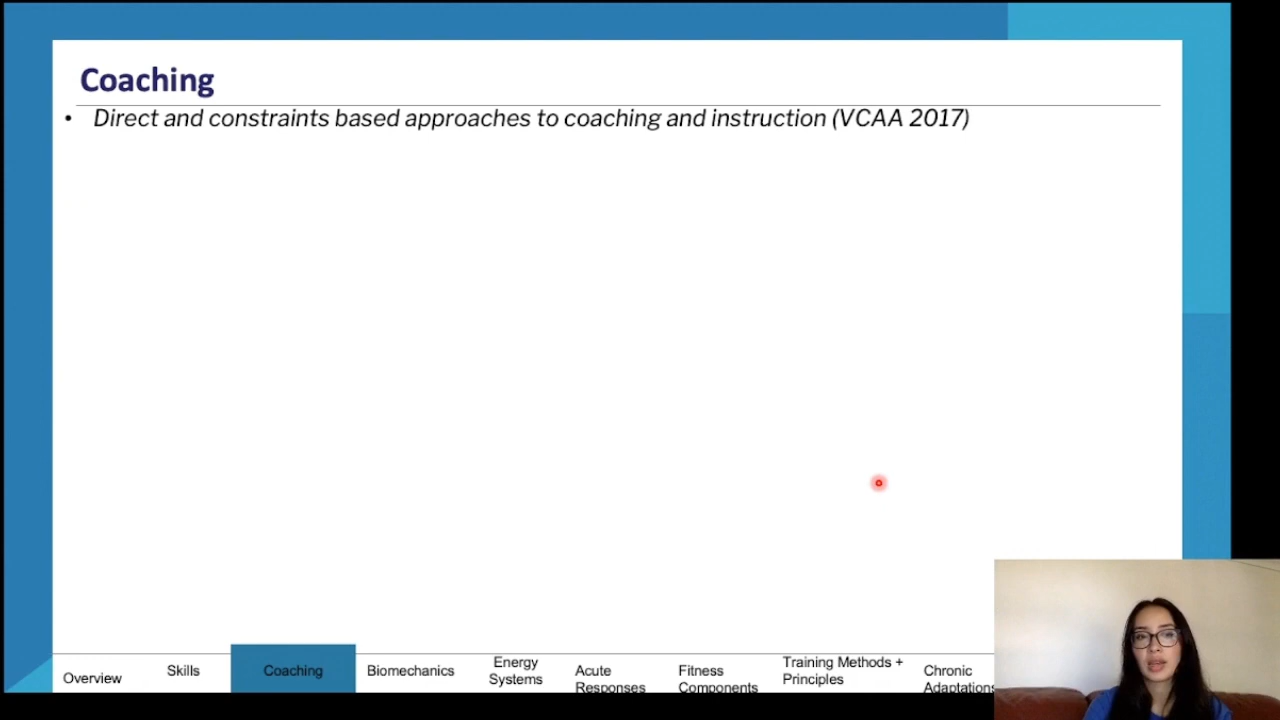 Coaching
• Direct and constraints based approaches to coaching and instruction (VCAA 2017)
Overview
Skills
Coaching
Biomechanics
Energy
Systems
Acute
Responses
Fitness
Components
Training Methods +
Principles
Chronic
Adaptations